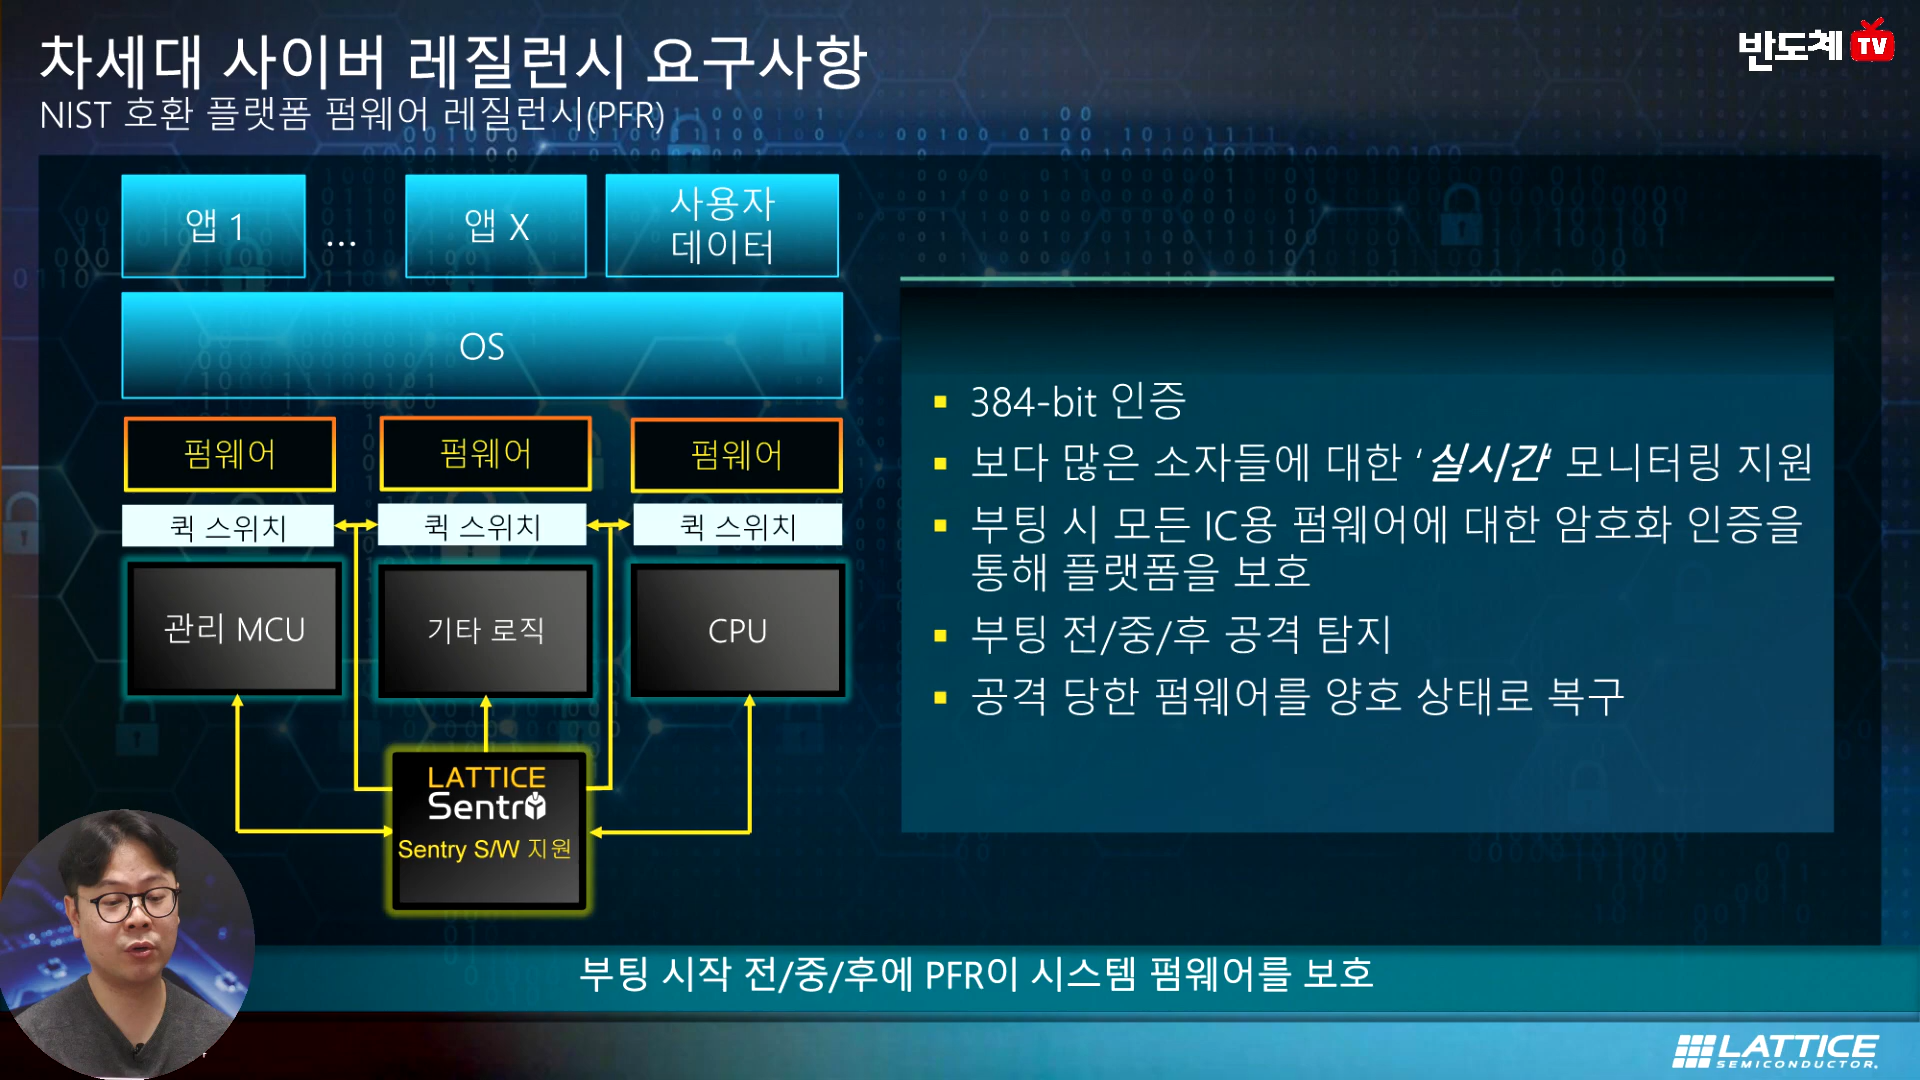 차세대 사이버 레질런시 요구사항
NIST 호환 플랫폼 펌웨어 레질런시(PFR)
반도체 TV
앱 1
...
앱 X
사용자
데이터
OS
펌웨어
펌웨어
펌웨어
퀵 스위치
퀵 스위치
퀵 스위치
관리 MCU
기타 로직
CPU
LATTICE
Sentry
Sentry S/W 지원
384-bit 인증
보다 많은 소자들에 대한 ‘실시간’ 모니터링 지원
부팅 시 모든 IC용 펌웨어에 대한 암호화 인증을
통해 플랫폼을 보호
부팅 전/중/후 공격 탐지
공격 당한 펌웨어를 양호 상태로 복구
부팅 시작 전/중/후에 PFR이 시스템 펌웨어를 보호
LATTICE
SEMICONDUCTOR.